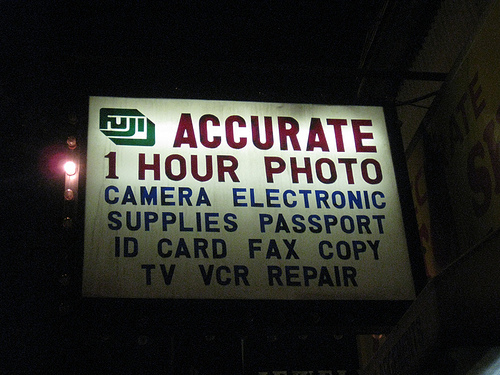 FUJI ACCURATE
1 HOUR PHOTO
CAMERA ELECTRONIC
SUPPLIES PASSPORT
ID CARD FAX COPY
TV VCR REPAIR